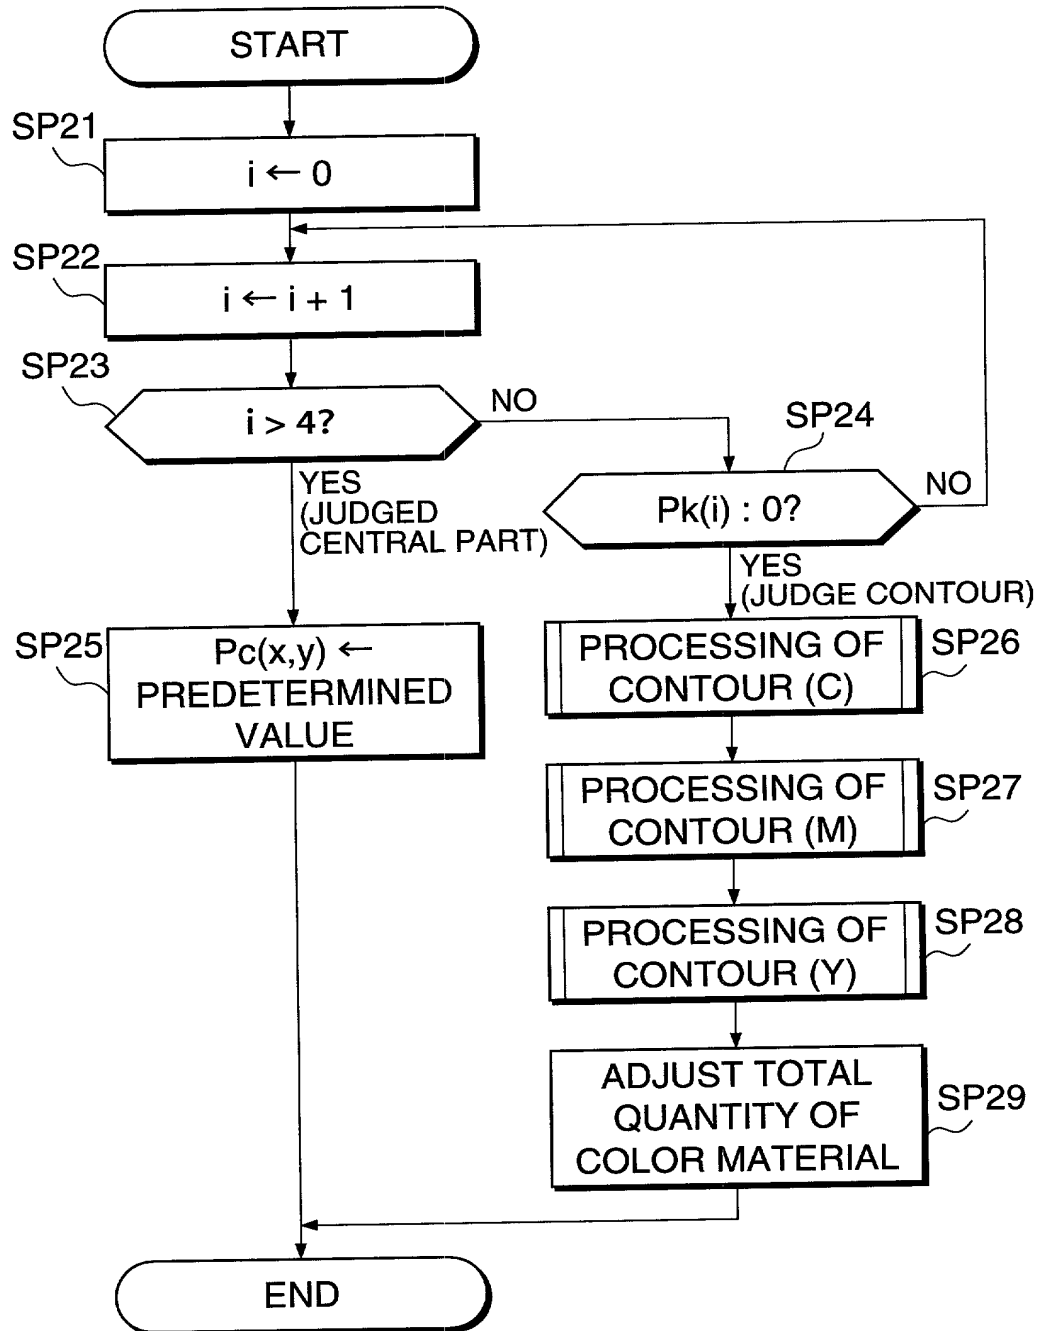 START
SP21
i ← 0
SP22
i ← i + 1
SP23
i > 4?
NO
SP24
Pk(i) : 0?
NO
YES
(JUDGED
CENTRAL PART)
YES
(JUDGE CONTOUR)
SP25
Pc(x,y) ←
PREDETERMINED
VALUE
PROCESSING OF
CONTOUR (C)
SP26
PROCESSING OF
CONTOUR (M)
SP27
PROCESSING OF
CONTOUR (Y)
SP28
ADJUST TOTAL
QUANTITY OF
COLOR MATERIAL
SP29
END